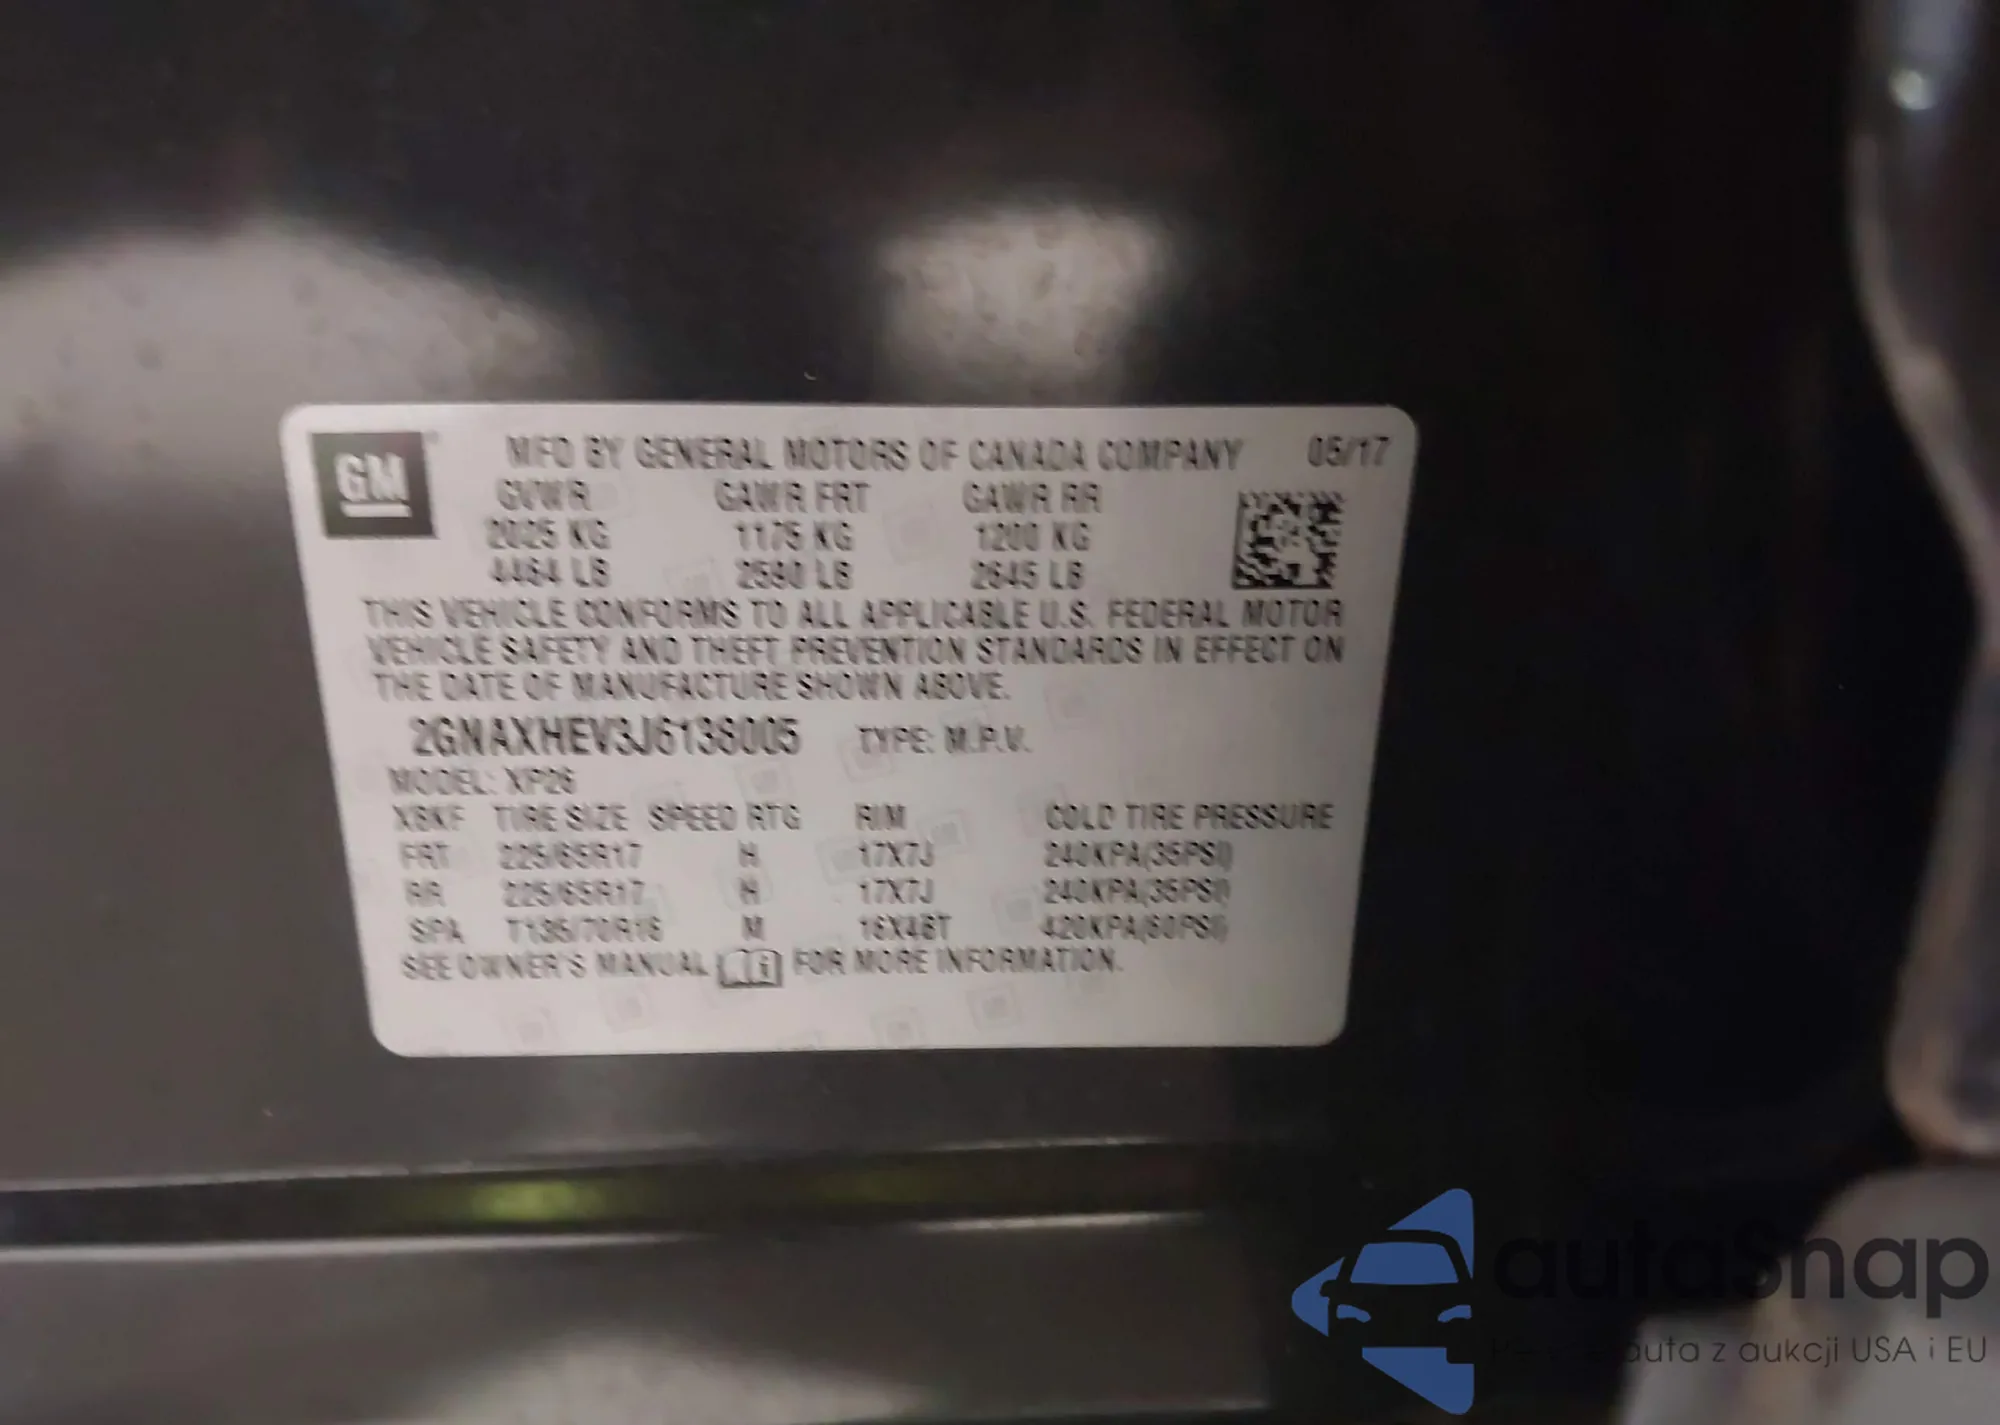 GM
MFD BY GENERAL MOTORS OF CANADA COMPANY 05/17
GVWR GAWR FRT GAWR RR
2025 KG 1175 KG 1200 KG
4464 LB 2590 LB 2645 LB
THIS VEHICLE CONFORMS TO ALL APPLICABLE U.S. FEDERAL MOTOR
VEHICLE SAFETY AND THEFT PREVENTION STANDARDS IN EFFECT ON
THE DATE OF MANUFACTURE SHOWN ABOVE.
2GNAXHEV3J6138005 TYPE: M.P.V.
MODEL: XP26
TIRE SIZE SPEED RTG RIM COLD TIRE PRESSURE
FRT 225/65R17 H 17X7J 240KPA(35PSI)
RR 225/65R17 H 17X7J 240KPA(35PSI)
SPA T135/70R16 M 16X4BT 420KPA(60PSI)
SEE OWNER'S MANUAL FOR MORE INFORMATION.
autaSnap
auta z aukcji USA i EU